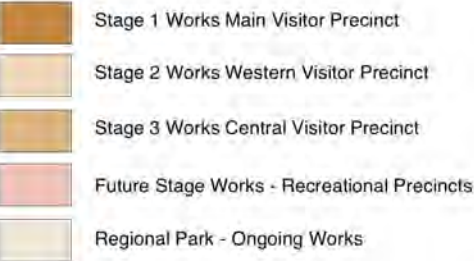 Stage 1 Works Main Visitor Precinct
Stage 2 Works Western Visitor Precinct
Stage 3 Works Central Visitor Precinct
Future Stage Works - Recreational Precincts
Regional Park - Ongoing Works